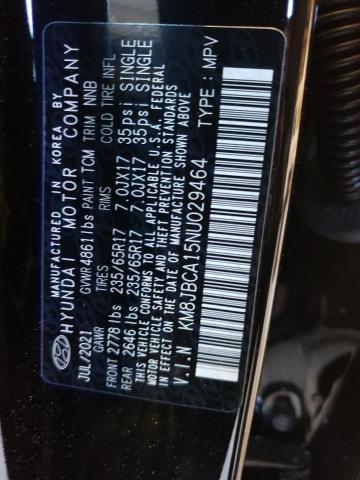 MANUFACTURED IN KOREA BY
HYUNDAI MOTOR COMPANY
JUL/2021 GVWR 4861 lbs PAINT TCM TRIM NNB
GAWR TIRES RIMS COLD TIRE INFL
FRONT 2778 lbs 235/65R17 7.0JX17 35psi SINGLE
REAR 2648 lbs 235/65R17 7.0JX17 35psi SINGLE
THIS VEHICLE CONFORMS TO ALL APPLICABLE U.S.A. FEDERAL
MOTOR VEHICLE SAFETY AND THEFT PREVENTION STANDARDS
IN EFFECT ON THE DATE OF MANUFACTURE SHOWN ABOVE
V.I.N KM8JBCA15NU029464 TYPE : MPV